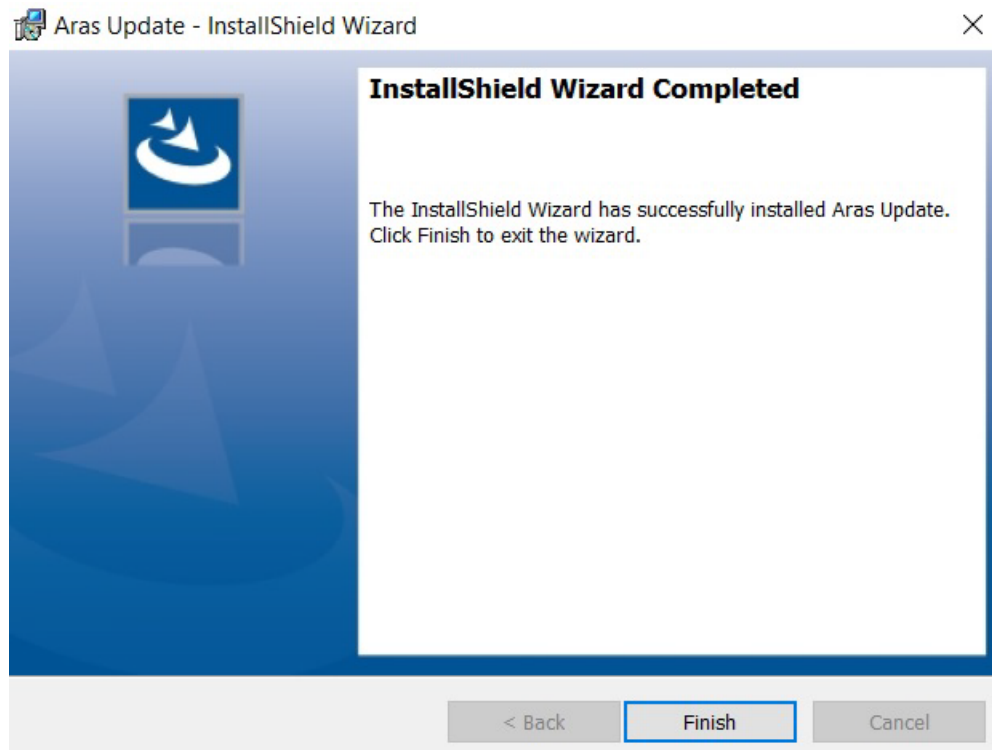 Aras Update - InstallShield Wizard
InstallShield Wizard Completed
The InstallShield Wizard has successfully installed Aras Update.
Click Finish to exit the wizard.
< Back
Finish
Cancel